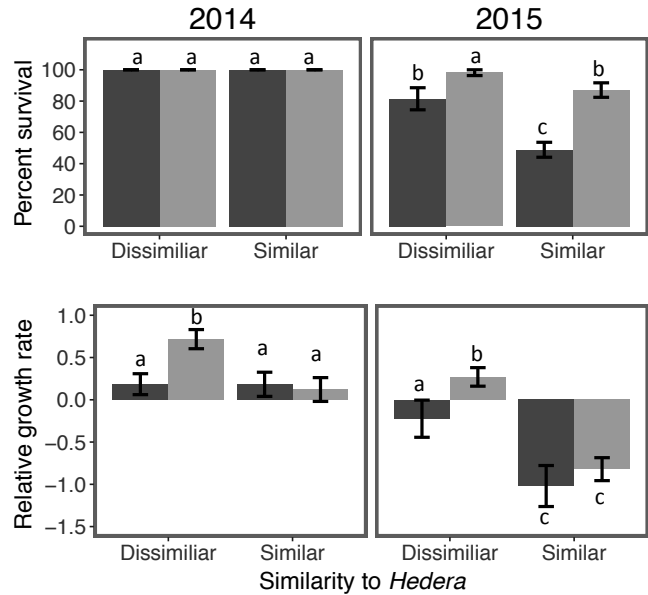 2014 2015
Percent survival
100
80
60
40
20
0
a a a a
b a c b
Dissimiliar Similar Dissimiliar Similar
Relative growth rate
1.0
0.5
0.0
−0.5
−1.0
−1.5
a b a a
a b c c
Dissimiliar Similar Dissimiliar Similar
Similarity to Hedera